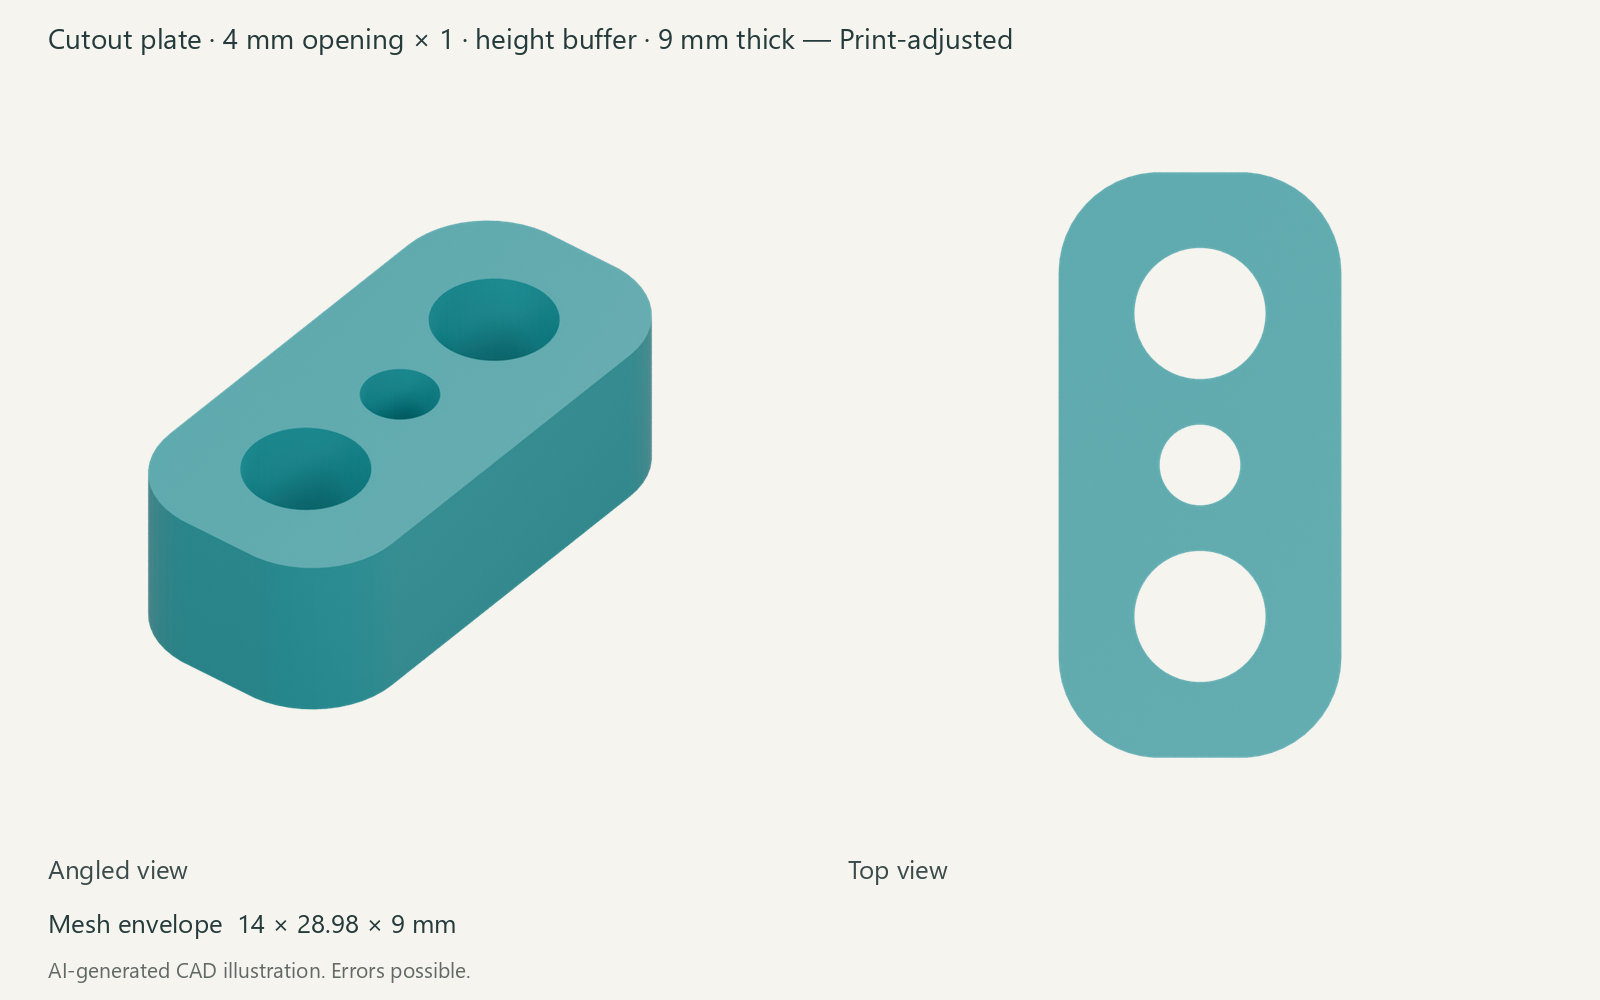 Cutout plate · 4 mm opening × 1 · height buffer · 9 mm thick — Print-adjusted
Angled view
Top view
Mesh envelope 14 × 28.98 × 9 mm
AI-generated CAD illustration. Errors possible.